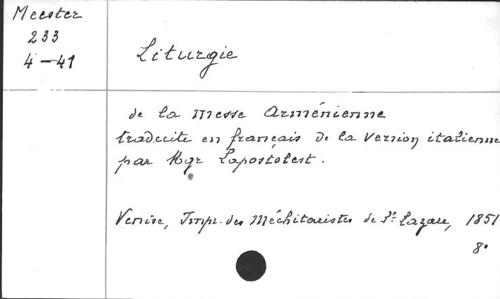 Meester
233
4-41
Liturgie
de la messe Arménienne
traduite en français de la version italienne
par Mgr Lapostolest.
Venise, Impr. des Méchitaristes de St. Lazare, 1851
8°